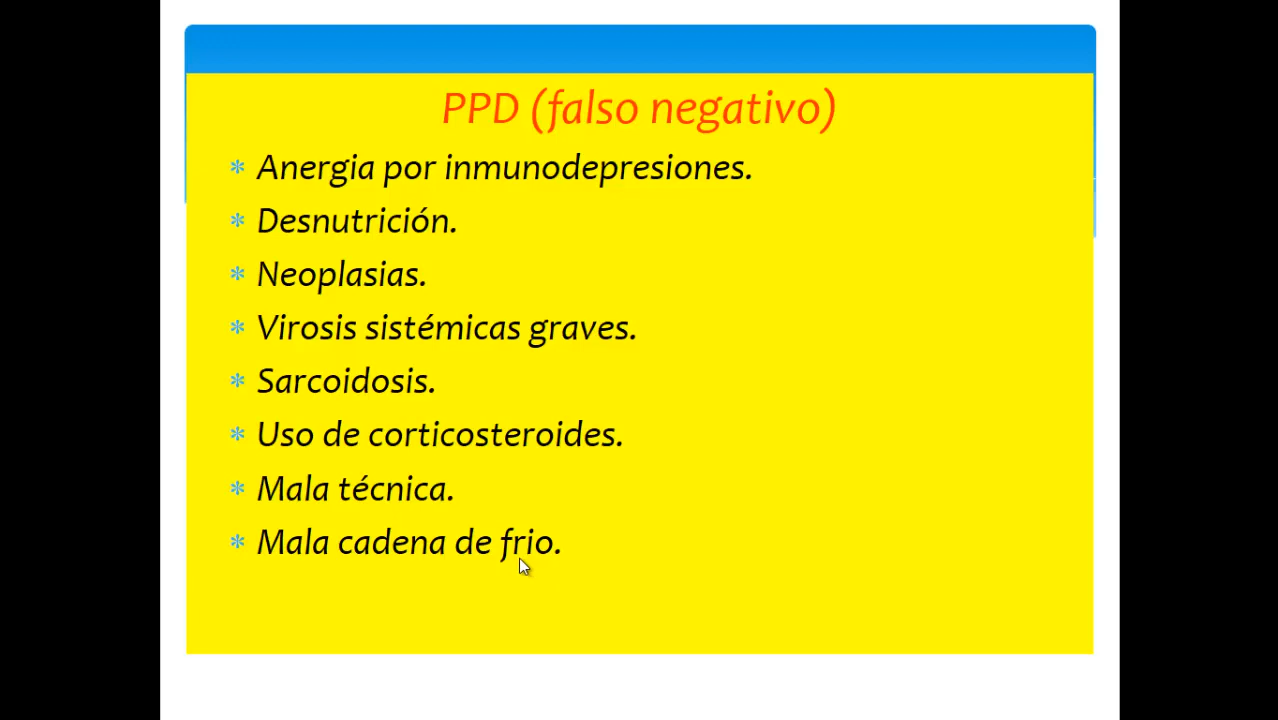 PPD (falso negativo)
* Anergia por inmunodepresiones.
* Desnutrición.
* Neoplasias.
* Virosis sistémicas graves.
* Sarcoidosis.
* Uso de corticosteroides.
* Mala técnica.
* Mala cadena de frio.